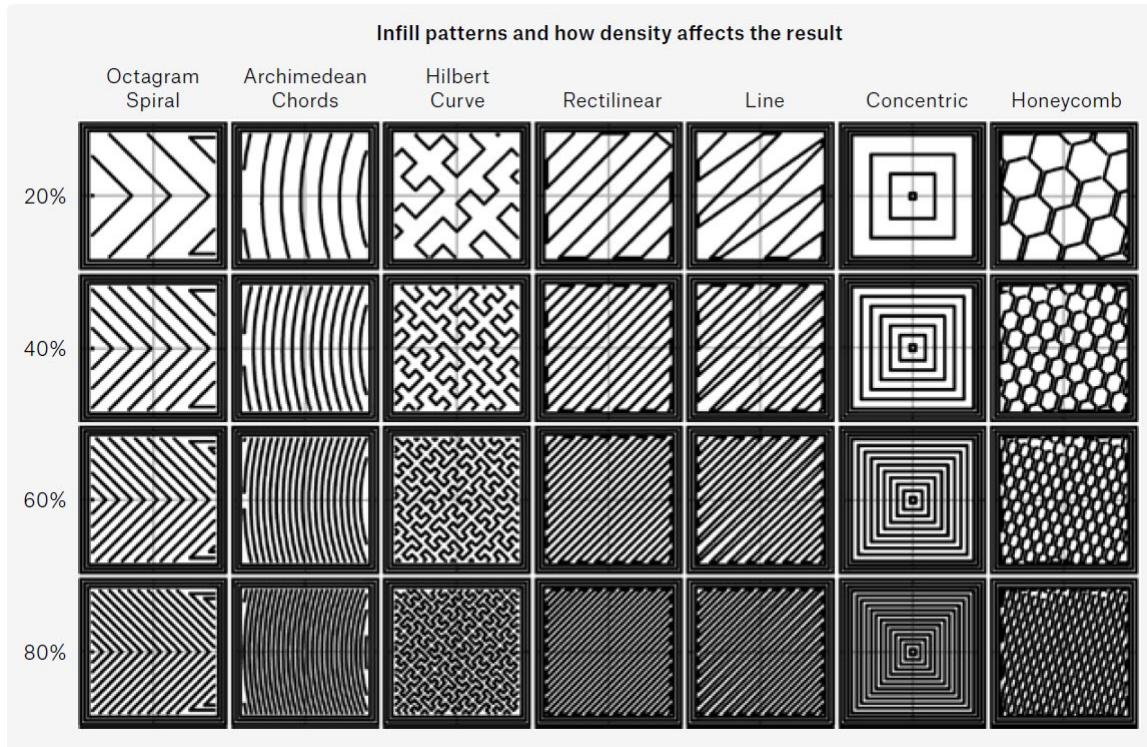 Infill patterns and how density affects the result
Octagram
Spiral
Archimedean
Chords
Hilbert
Curve
Rectilinear
Line
Concentric
Honeycomb
20%
40%
60%
80%